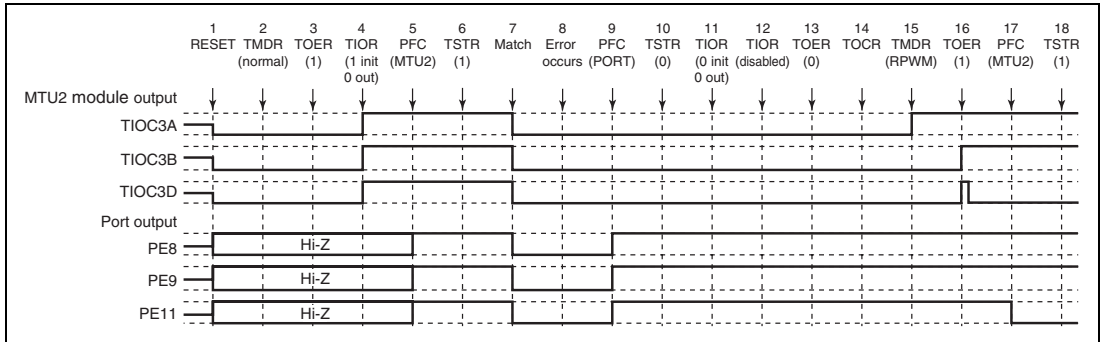 1 2 3 4 5 6 7 8 9 10 11 12 13 14 15 16 17 18
RESET TMDR TOER TIOR PFC TSTR Match Error PFC TSTR TIOR TIOR TOER TOCR TMDR TOER PFC TSTR
(normal) (1) (1 init (MTU2) (1) occurs (PORT) (0) (0 init (disabled) (0) (RPWM) (1) (MTU2) (1)
0 out) 0 out)
MTU2 module output
TIOC3A
TIOC3B
TIOC3D
Port output
PE8 Hi-Z
PE9 Hi-Z
PE11 Hi-Z